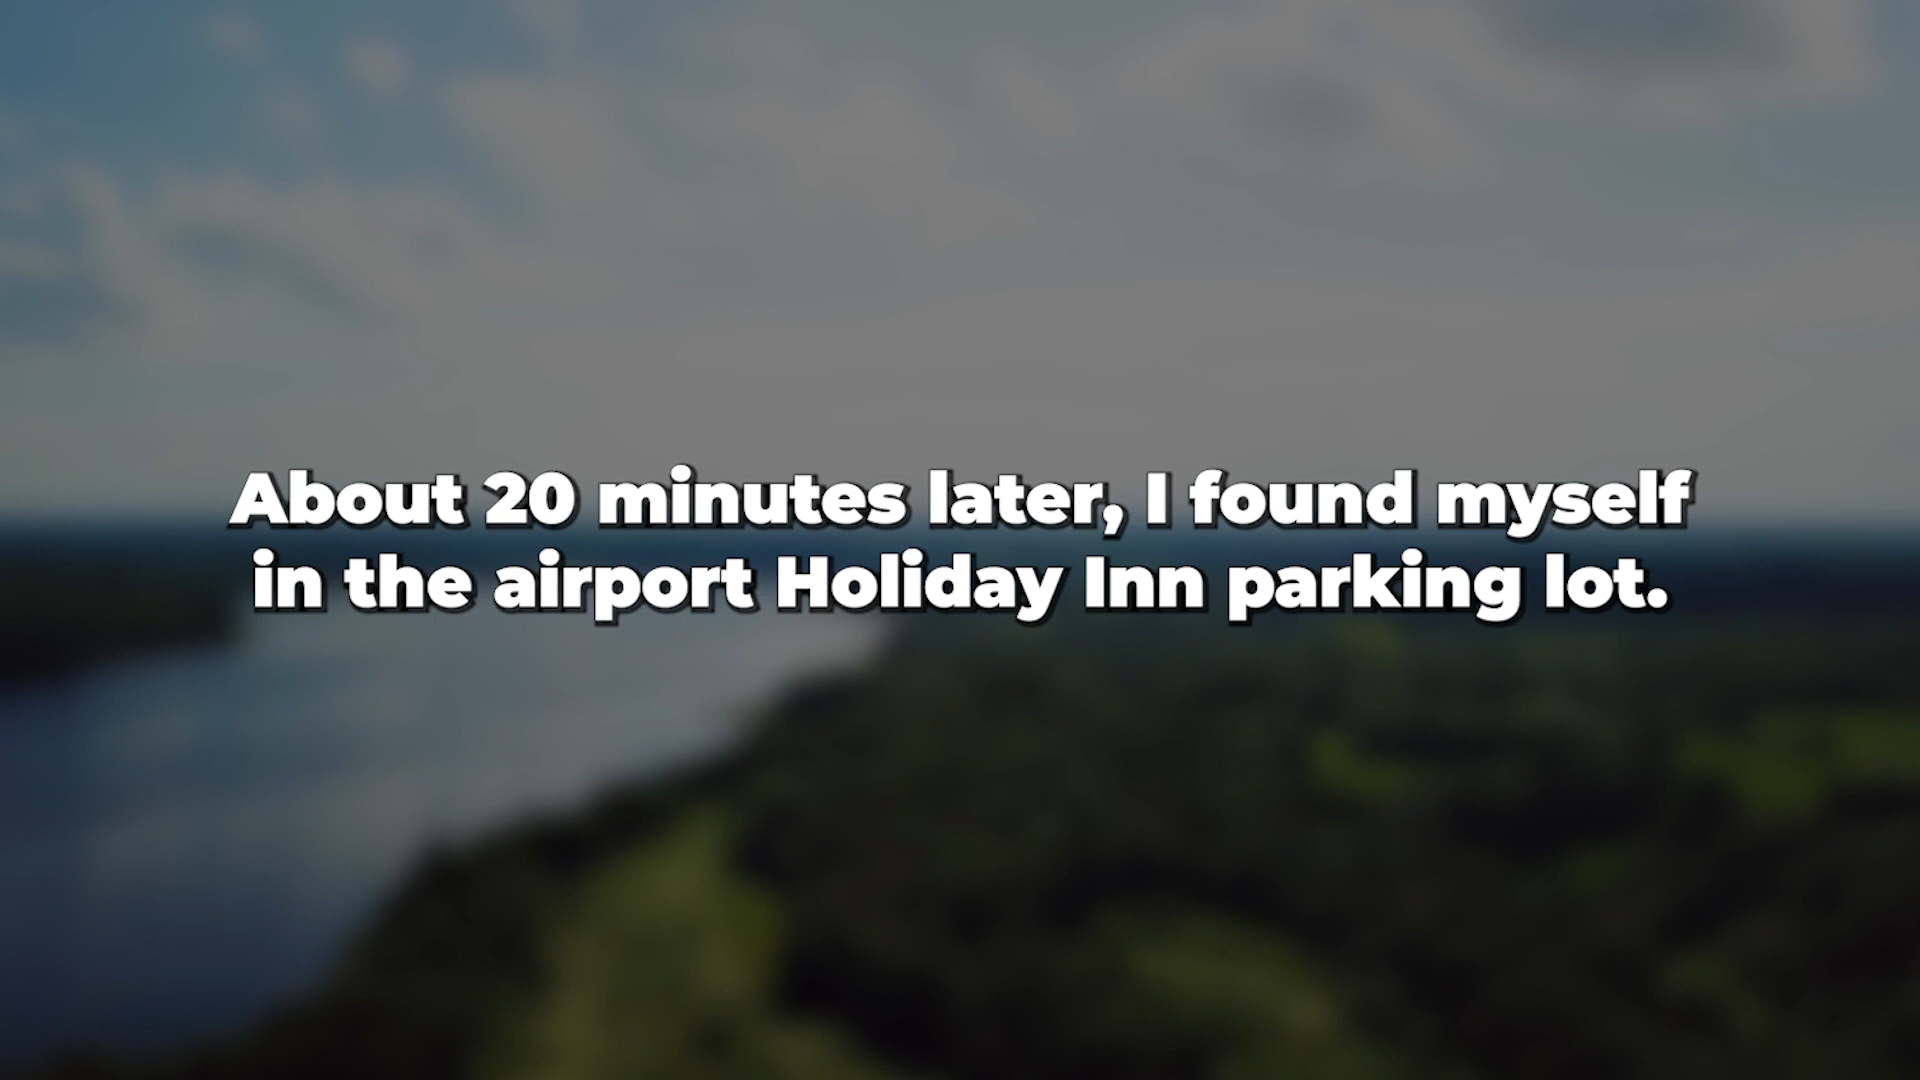 About 20 minutes later, I found myself
in the airport Holiday Inn parking lot.